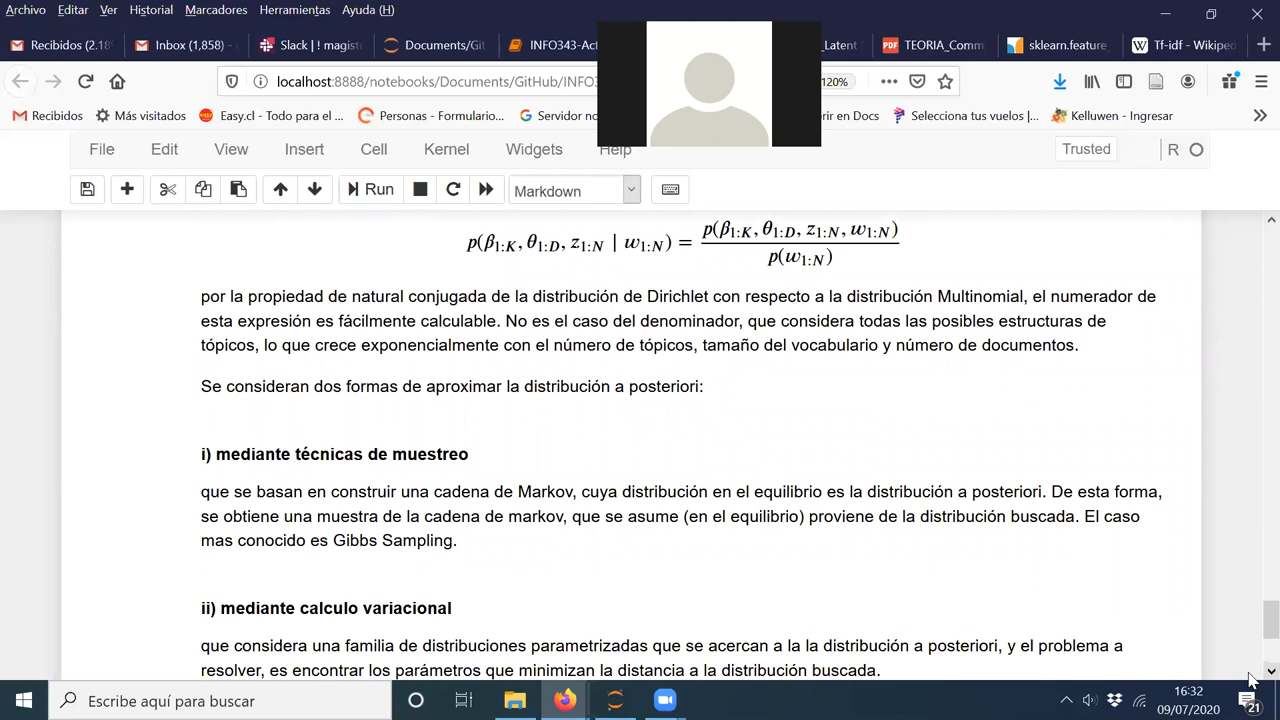 Archivo Editar Ver Historial Marcadores Herramientas Ayuda (H)
Recibidos (2.18 Inbox (1,858) - Slack | ! magist Documents/Git INFO343-Act _Latent TEORIA_Comm sklearn.feature_ Tf-idf - Wikiped
localhost:8888/notebooks/Documents/GitHub/INFO3 120%
Recibidos Más visitados Easy.cl - Todo para el ... Personas - Formulario... Servidor no rir en Docs Selecciona tus vuelos |... Kelluwen - Ingresar
File Edit View Insert Cell Kernel Widgets Help Trusted R
Run Markdown
p(β1:K, θ1:D, z1:N | w1:N) = p(β1:K, θ1:D, z1:N, w1:N) / p(w1:N)
por la propiedad de natural conjugada de la distribución de Dirichlet con respecto a la distribución Multinomial, el numerador de
esta expresión es fácilmente calculable. No es el caso del denominador, que considera todas las posibles estructuras de
tópicos, lo que crece exponencialmente con el número de tópicos, tamaño del vocabulario y número de documentos.
Se consideran dos formas de aproximar la distribución a posteriori:
i) mediante técnicas de muestreo
que se basan en construir una cadena de Markov, cuya distribución en el equilibrio es la distribución a posteriori. De esta forma,
se obtiene una muestra de la cadena de markov, que se asume (en el equilibrio) proviene de la distribución buscada. El caso
mas conocido es Gibbs Sampling.
ii) mediante calculo variacional
que considera una familia de distribuciones parametrizadas que se acercan a la la distribución a posteriori, y el problema a
resolver, es encontrar los parámetros que minimizan la distancia a la distribución buscada.
Escribe aquí para buscar
16:32
09/07/2020
21